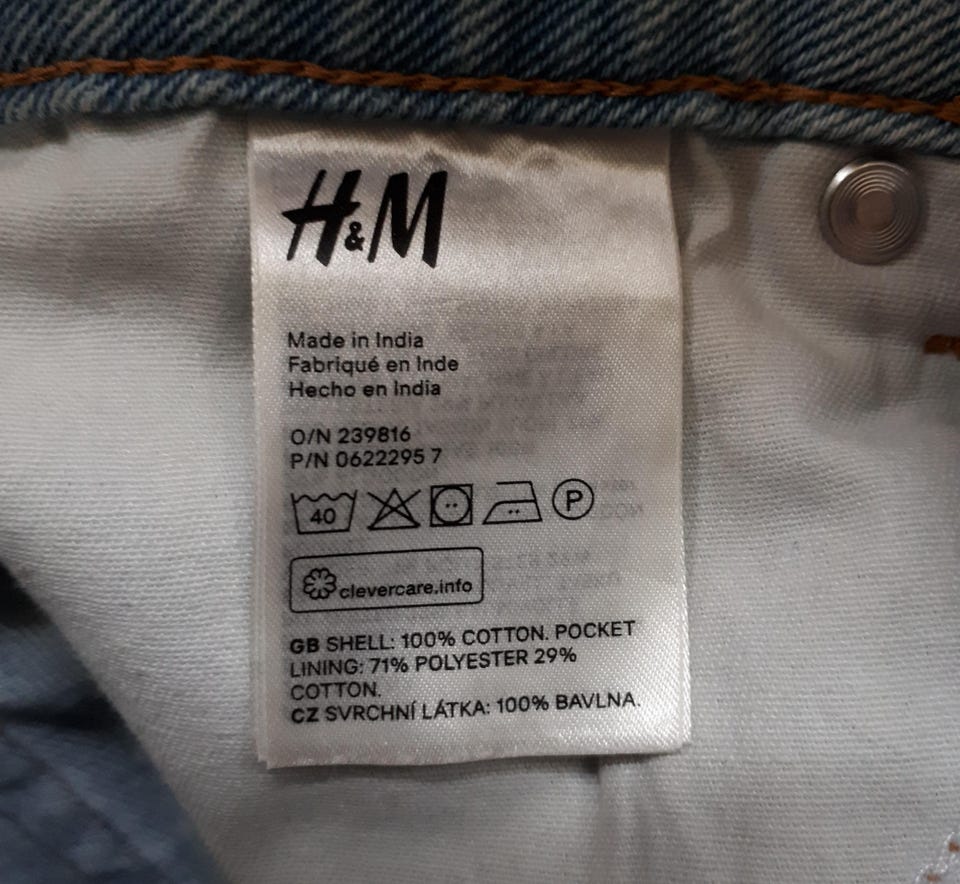 H&M
Made in India
Fabriqué en Inde
Hecho en India
O/N 239816
P/N 0622295 7
40 P
clevercare.info
GB SHELL: 100% COTTON. POCKET
LINING: 71% POLYESTER 29%
COTTON.
CZ SVRCHNÍ LÁTKA: 100% BAVLNA.